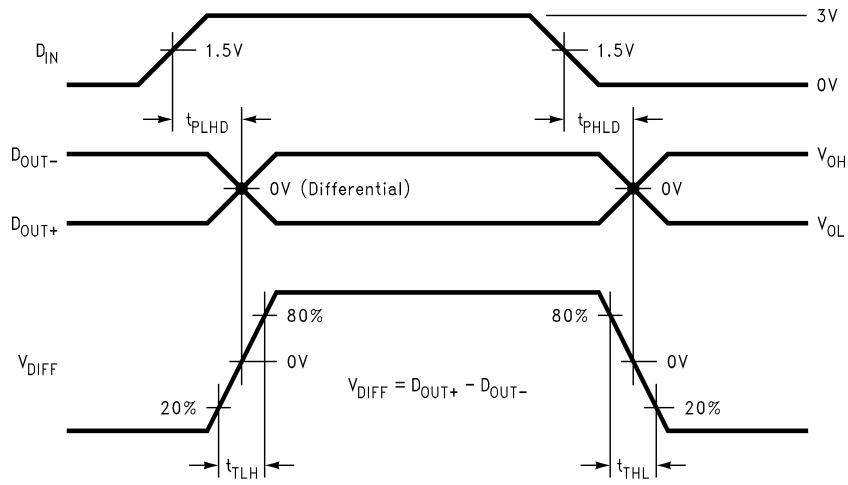 3V
D_IN
1.5V
1.5V
0V
t_PLHD
t_PHLD
D_OUT-
V_OH
0V (Differential)
0V
D_OUT+
V_OL
80%
80%
V_DIFF
0V
V_DIFF = D_OUT+ - D_OUT-
0V
20%
20%
t_TLH
t_THL